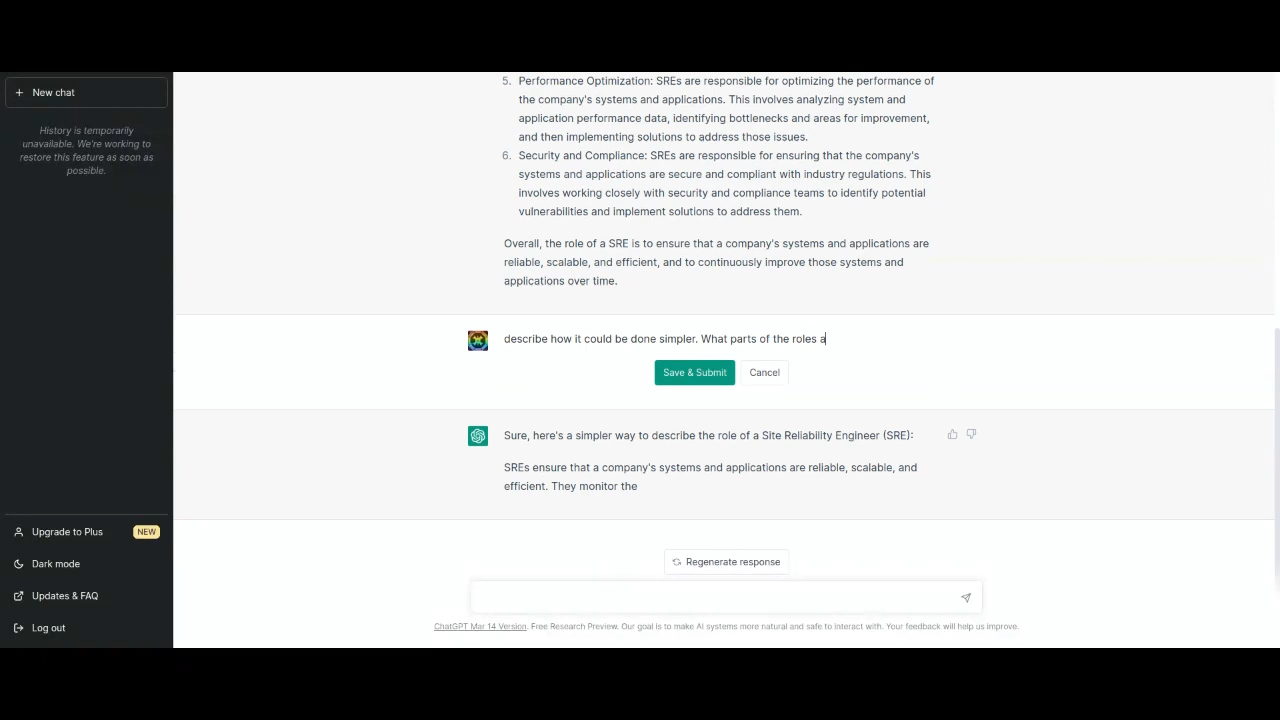 New chat
History is temporarily
unavailable. We're working to
restore this feature as soon as
possible.
5. Performance Optimization: SREs are responsible for optimizing the performance of
the company's systems and applications. This involves analyzing system and
application performance data, identifying bottlenecks and areas for improvement,
and then implementing solutions to address those issues.
6. Security and Compliance: SREs are responsible for ensuring that the company's
systems and applications are secure and compliant with industry regulations. This
involves working closely with security and compliance teams to identify potential
vulnerabilities and implement solutions to address them.
Overall, the role of a SRE is to ensure that a company's systems and applications are
reliable, scalable, and efficient, and to continuously improve those systems and
applications over time.
describe how it could be done simpler. What parts of the roles a
Save & Submit
Cancel
Sure, here's a simpler way to describe the role of a Site Reliability Engineer (SRE):
SREs ensure that a company's systems and applications are reliable, scalable, and
efficient. They monitor the
Upgrade to Plus
NEW
Dark mode
Updates & FAQ
Log out
Regenerate response
ChatGPT Mar 14 Version. Free Research Preview. Our goal is to make AI systems more natural and safe to interact with. Your feedback will help us improve.